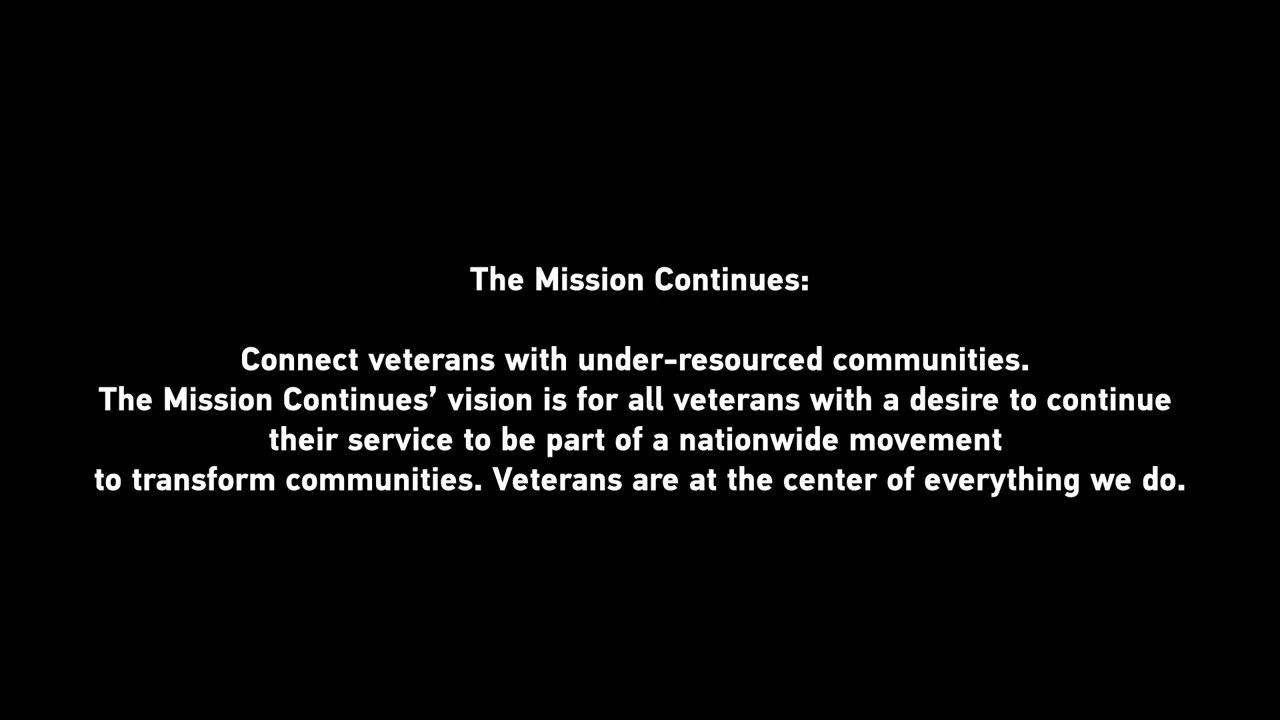 The Mission Continues:
Connect veterans with under-resourced communities.
The Mission Continues’ vision is for all veterans with a desire to continue
their service to be part of a nationwide movement
to transform communities. Veterans are at the center of everything we do.